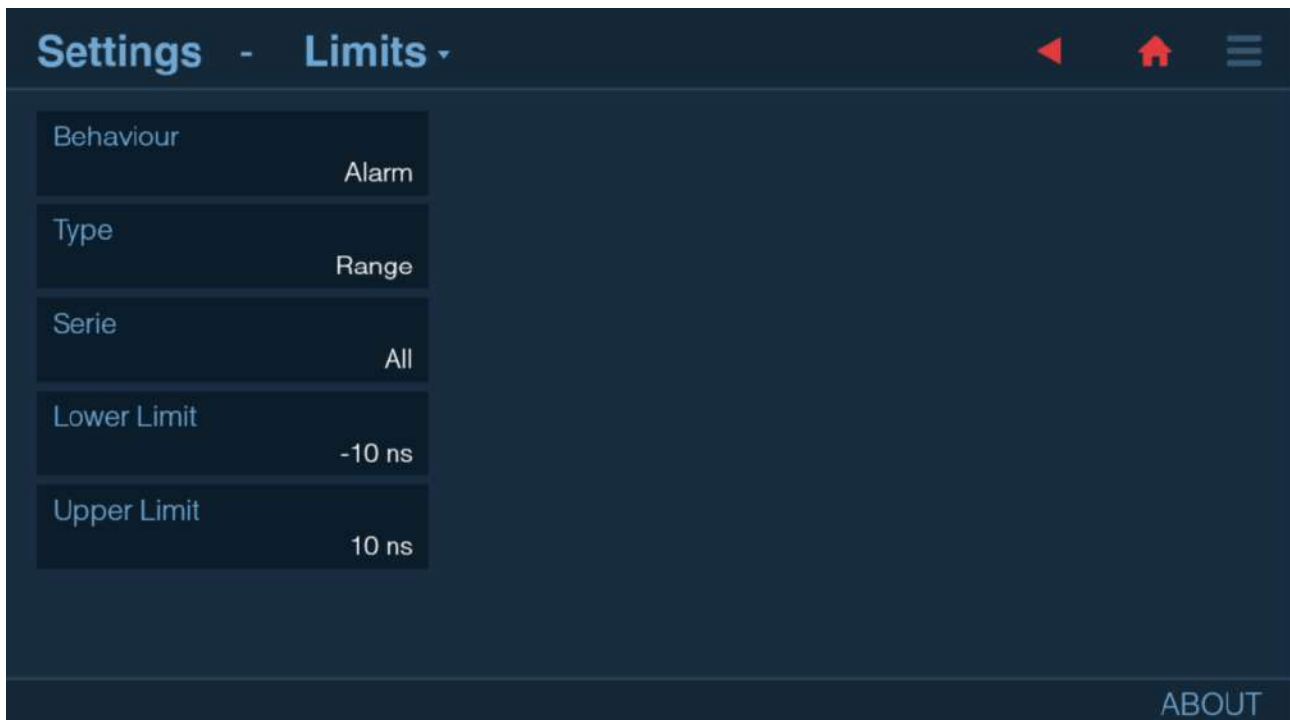 Settings - Limits
Behaviour
Alarm
Type
Range
Serie
All
Lower Limit
-10 ns
Upper Limit
10 ns
ABOUT